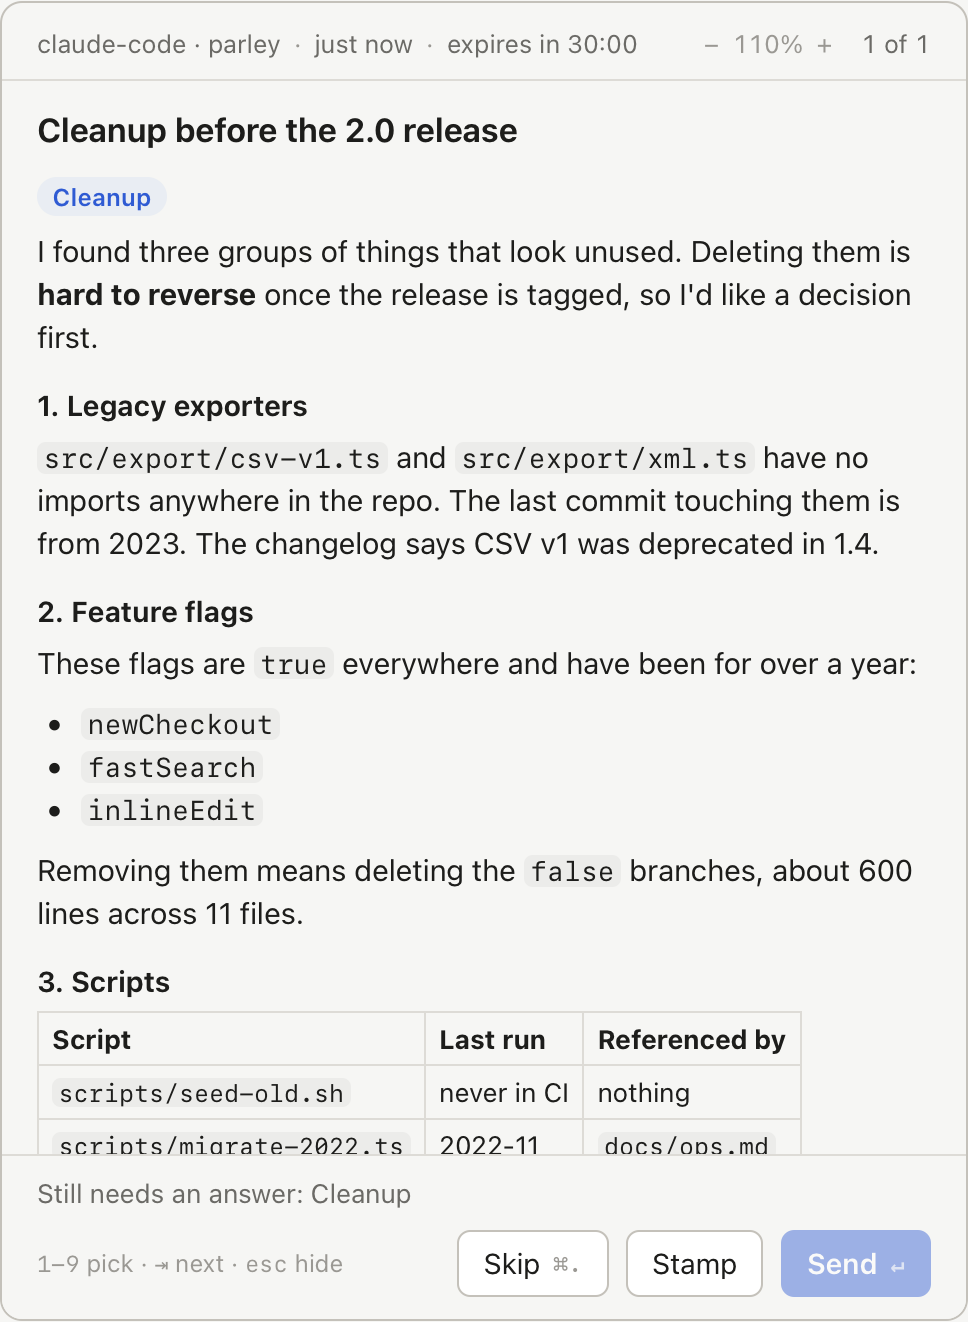 claude-code · parley · just now · expires in 30:00 − 110% + 1 of 1
Cleanup before the 2.0 release
Cleanup
I found three groups of things that look unused. Deleting them is
hard to reverse once the release is tagged, so I'd like a decision
first.
1. Legacy exporters
src/export/csv-v1.ts and src/export/xml.ts have no
imports anywhere in the repo. The last commit touching them is
from 2023. The changelog says CSV v1 was deprecated in 1.4.
2. Feature flags
These flags are true everywhere and have been for over a year:
• newCheckout
• fastSearch
• inlineEdit
Removing them means deleting the false branches, about 600
lines across 11 files.
3. Scripts
Script Last run Referenced by
scripts/seed-old.sh never in CI nothing
scripts/migrate-2022.ts 2022-11 docs/ops.md
Still needs an answer: Cleanup
1–9 pick · ⇥ next · esc hide Skip ⌘. Stamp Send ↵